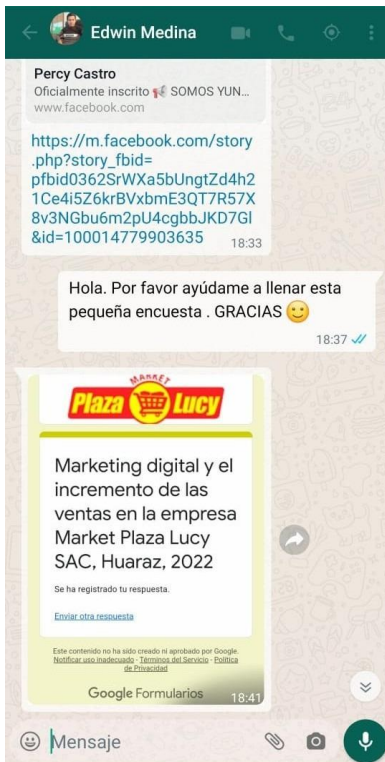 Edwin Medina
Percy Castro
Oficialmente inscrito 📢 SOMOS YUN...
www.facebook.com
https://m.facebook.com/story
.php?story_fbid=
pfbid0362SrWXa5bUngtZd4h2
1Ce4i5Z6krBVxbmE3QT7R57X
8v3NGbu6m2pU4cgbbJKD7Gl
&id=100014779903635
18:33
Hola. Por favor ayúdame a llenar esta
pequeña encuesta . GRACIAS 🙂
18:37
MARKET
Plaza Lucy
Marketing digital y el
incremento de las
ventas en la empresa
Market Plaza Lucy
SAC, Huaraz, 2022
Se ha registrado tu respuesta.
Enviar otra respuesta
Este contenido no ha sido creado ni aprobado por Google.
Notificar uso inadecuado - Términos del Servicio - Política
de Privacidad
Google Formularios
18:41
Mensaje